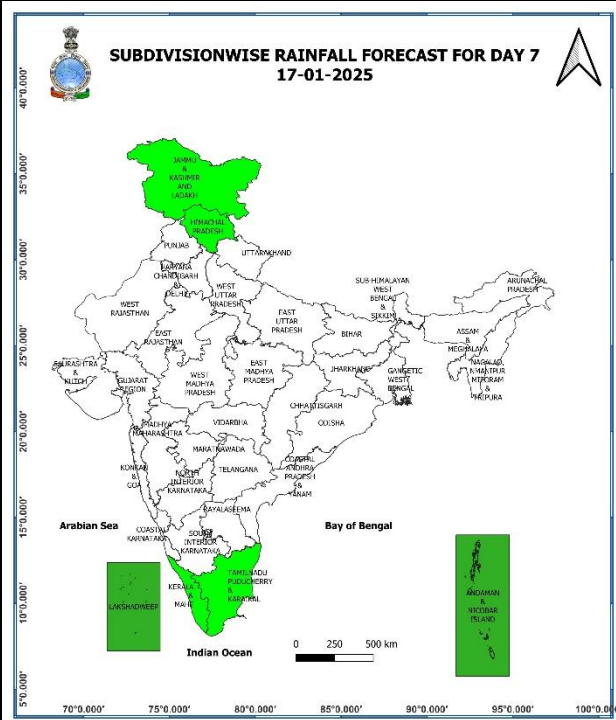 SUBDIVISIONWISE RAINFALL FORECAST FOR DAY 7
17-01-2025
40°0.000'
35°0.000'
30°0.000'
25°0.000'
20°0.000'
15°0.000'
10°0.000'
5°0.000'
JAMMU
&
KASHMIR
AND
LADAKH
HIMACHAL
PRADESH
PUNJAB
UTTARAKHAND
HARYANA
CHANDIGARH
&
DELHI
WEST
UTTAR
PRADESH
SUB-HIMALAYAN
WEST
BENGAL
&
SIKKIM
ARUNACHAL
PRADESH
WEST
RAJASTHAN
EAST
RAJASTHAN
EAST
UTTAR
PRADESH
BIHAR
ASSAM
&
MEGHALAYA
SAURASHTRA
&
KUTCH
GUJARAT
REGION
WEST
MADHYA
PRADESH
EAST
MADHYA
PRADESH
JHARKHAND
GANGETIC
WEST
BENGAL
&
CHHATTISGARH
ODISHA
MADHYA
MAHARASHTRA
VIDARBHA
MARATHWADA
KONKAN
&
GOA
NORTH
INTERIOR
KARNATAKA
TELANGANA
COASTAL
ANDHRA
PRADESH
&
YANAM
RAYALASEEMA
Arabian Sea
COASTAL
KARNATAKA
SOUTH
INTERIOR
KARNATAKA
Bay of Bengal
LAKSHADWEEP
KERALA
&
MAHE
TAMILNADU
PUDUCHERRY
&
KARAIKAL
ANDAMAN
&
NICOBAR
ISLAND
0 250 500 km
Indian Ocean
70°0.000' 75°0.000' 80°0.000' 85°0.000' 90°0.000' 95°0.000' 100°0.000'